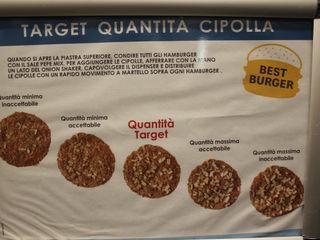 TARGET QUANTITÀ CIPOLLA
QUANDO SI APRE LA PIASTRA SUPERIORE, CONDIRE TUTTI GLI HAMBURGER
CON IL SALE PEPE MIX. PER AGGIUNGERE LE CIPOLLE, AFFERRARE CON LA MANO
UN LATO DEL ONION SHAKER, CAPOVOLGERE IL DISPENSER E DISTRIBUIRE
LE CIPOLLE CON UN RAPIDO MOVIMENTO A MARTELLO SOPRA OGNI HAMBURGER.
BEST
BURGER
Quantità minima
inaccettabile
Quantità minima
accettabile
Quantità
Target
Quantità massima
accettabile
Quantità massima
inaccettabile